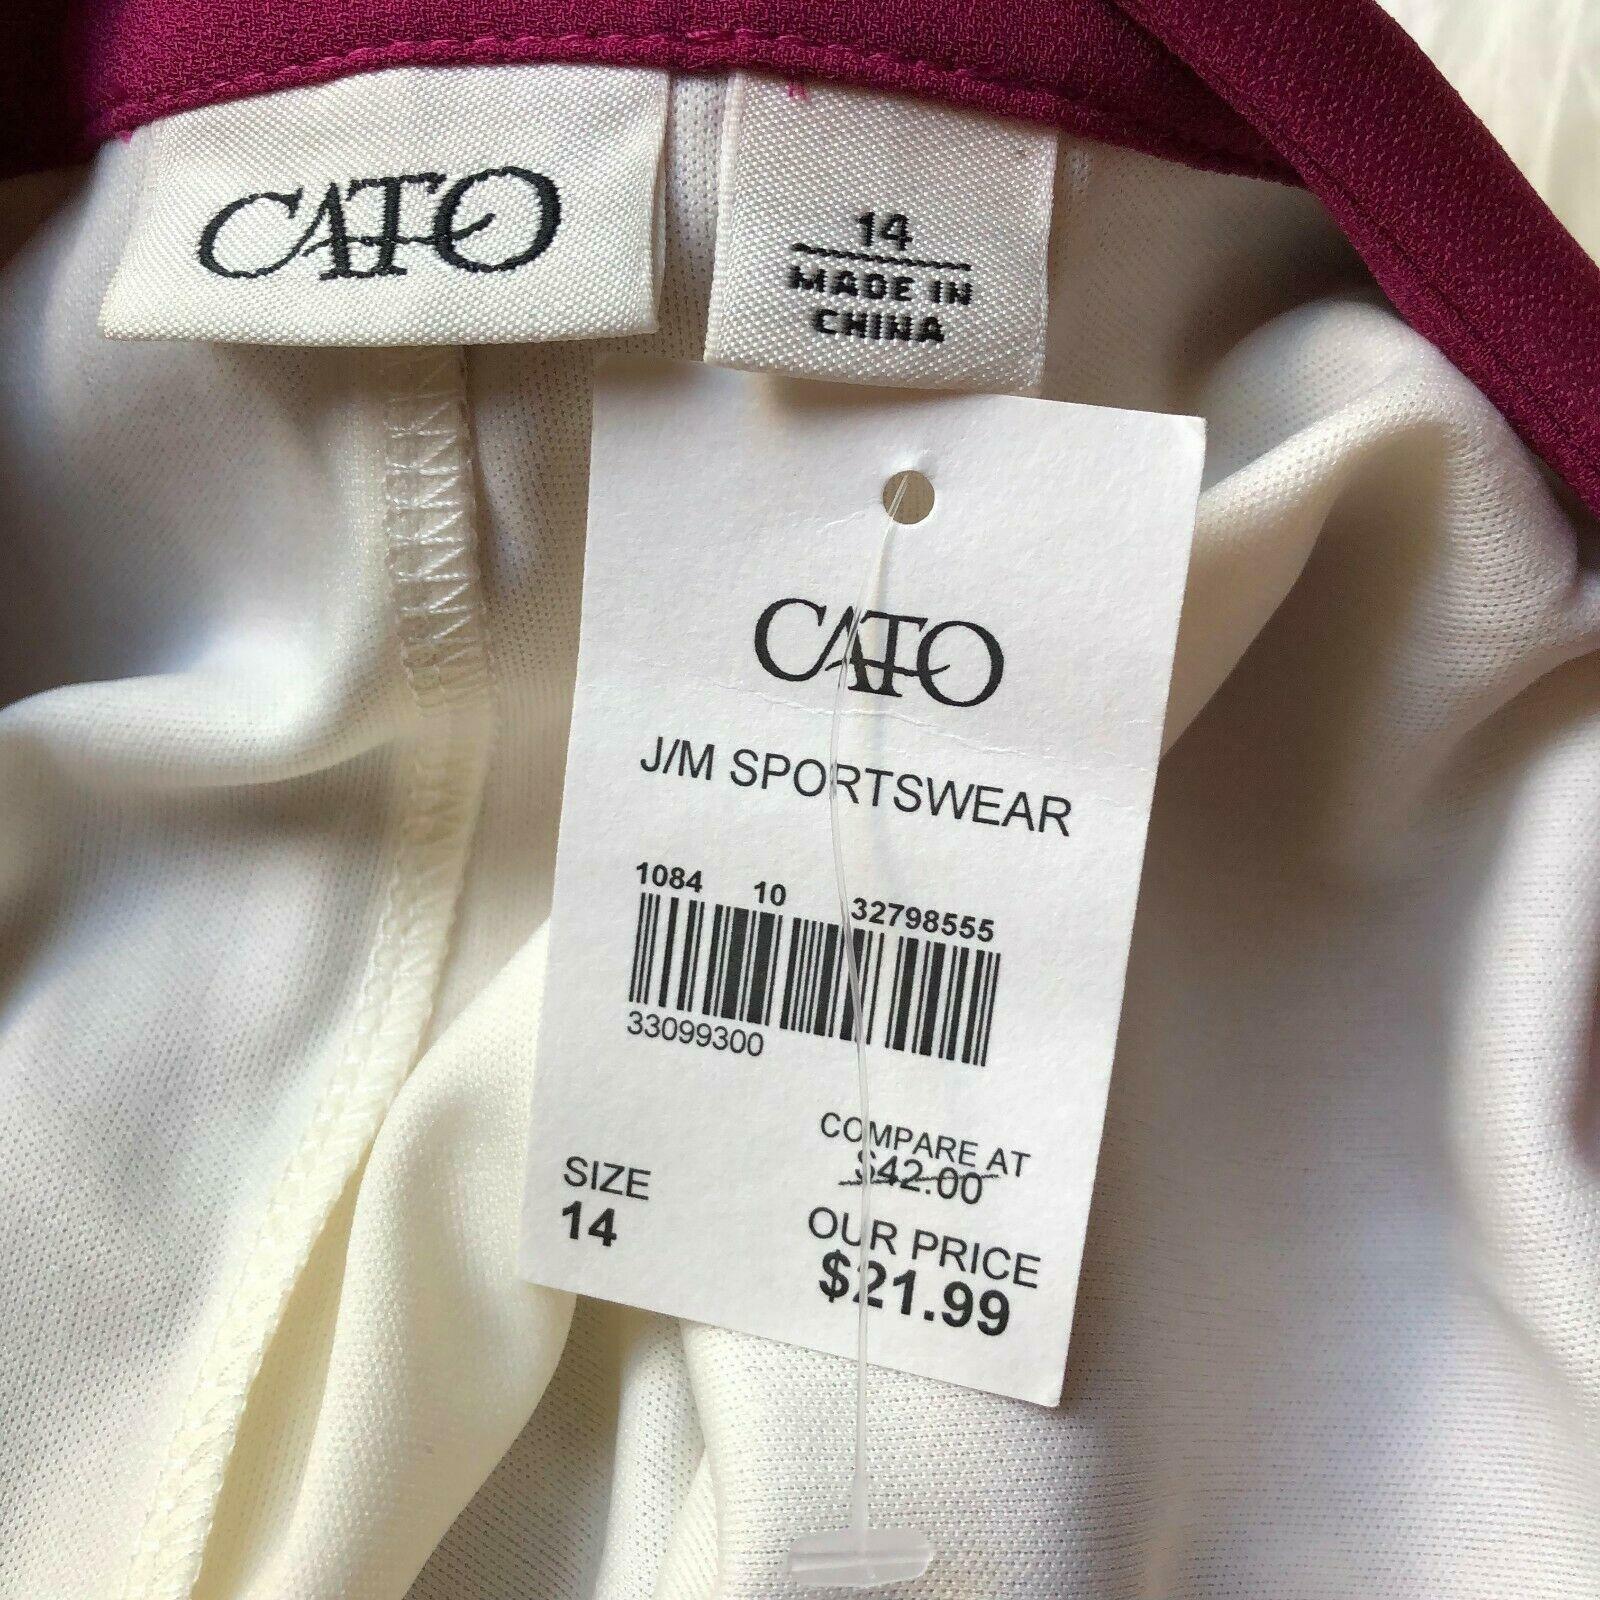 CATO
14
MADE IN
CHINA
CATO
J/M SPORTSWEAR
1084 10 32798555
33099300
COMPARE AT
$42.00
SIZE
14
OUR PRICE
$21.99